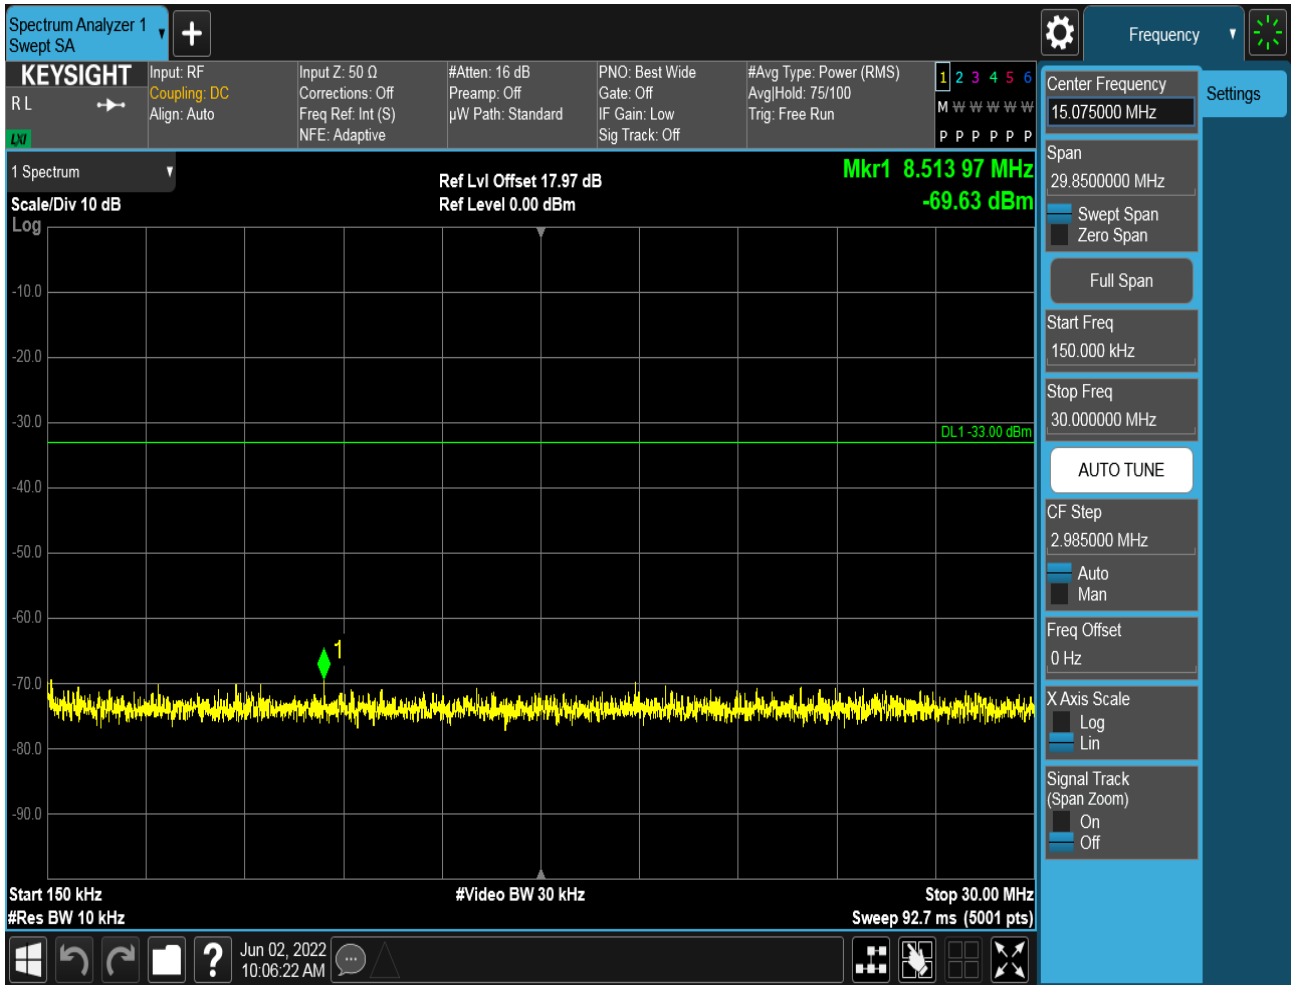 Spectrum Analyzer 1
Swept SA
+
Frequency
KEYSIGHT
R L
LXI
Input: RF
Coupling: DC
Align: Auto
Input Z: 50 Ω
Corrections: Off
Freq Ref: Int (S)
NFE: Adaptive
#Atten: 16 dB
Preamp: Off
µW Path: Standard
PNO: Best Wide
Gate: Off
IF Gain: Low
Sig Track: Off
#Avg Type: Power (RMS)
Avg|Hold: 75/100
Trig: Free Run
1 2 3 4 5 6
M W W W W W
P P P P P P
1 Spectrum
Scale/Div 10 dB
Log
Ref Lvl Offset 17.97 dB
Ref Level 0.00 dBm
Mkr1 8.513 97 MHz
-69.63 dBm
-10.0
-20.0
-30.0
DL1 -33.00 dBm
-40.0
-50.0
-60.0
1
-70.0
-80.0
-90.0
Start 150 kHz
#Video BW 30 kHz
Stop 30.00 MHz
#Res BW 10 kHz
Sweep 92.7 ms (5001 pts)
?
Jun 02, 2022
10:06:22 AM
Center Frequency
15.075000 MHz
Settings
Span
29.8500000 MHz
Swept Span
Zero Span
Full Span
Start Freq
150.000 kHz
Stop Freq
30.000000 MHz
AUTO TUNE
CF Step
2.985000 MHz
Auto
Man
Freq Offset
0 Hz
X Axis Scale
Log
Lin
Signal Track
(Span Zoom)
On
Off